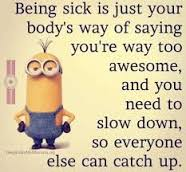 Being sick is just your
body's way of saying
you're way too
awesome,
and you
need to
slow down,
so everyone
else can catch up.